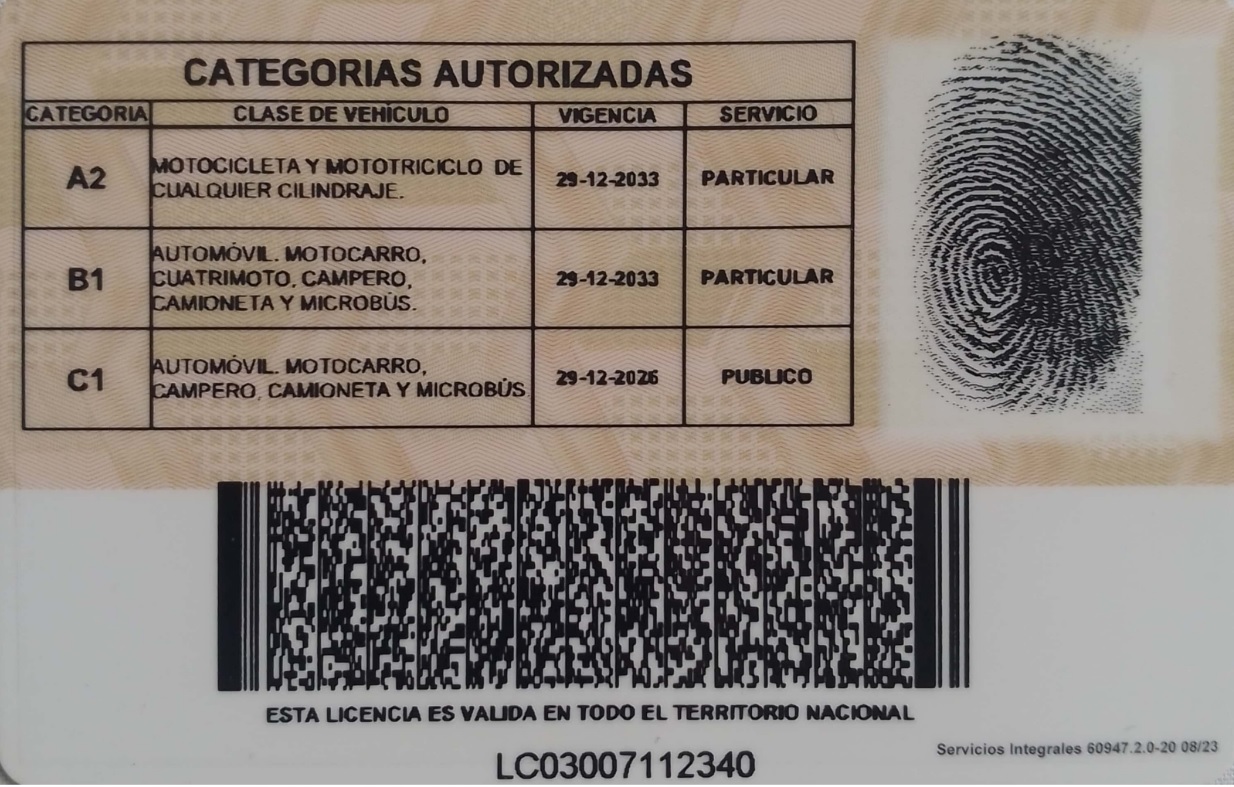 CATEGORIAS AUTORIZADAS
CATEGORIA CLASE DE VEHÍCULO VIGENCIA SERVICIO
A2 MOTOCICLETA Y MOTOTRICICLO DE CUALQUIER CILINDRAJE. 29-12-2033 PARTICULAR
B1 AUTOMÓVIL. MOTOCARRO, CUATRIMOTO, CAMPERO, CAMIONETA Y MICROBÚS. 29-12-2033 PARTICULAR
C1 AUTOMÓVIL. MOTOCARRO, CAMPERO, CAMIONETA Y MICROBÚS 29-12-2026 PUBLICO
ESTA LICENCIA ES VALIDA EN TODO EL TERRITORIO NACIONAL
Servicios Integrales 60947.2.0-20 08/23
LC03007112340